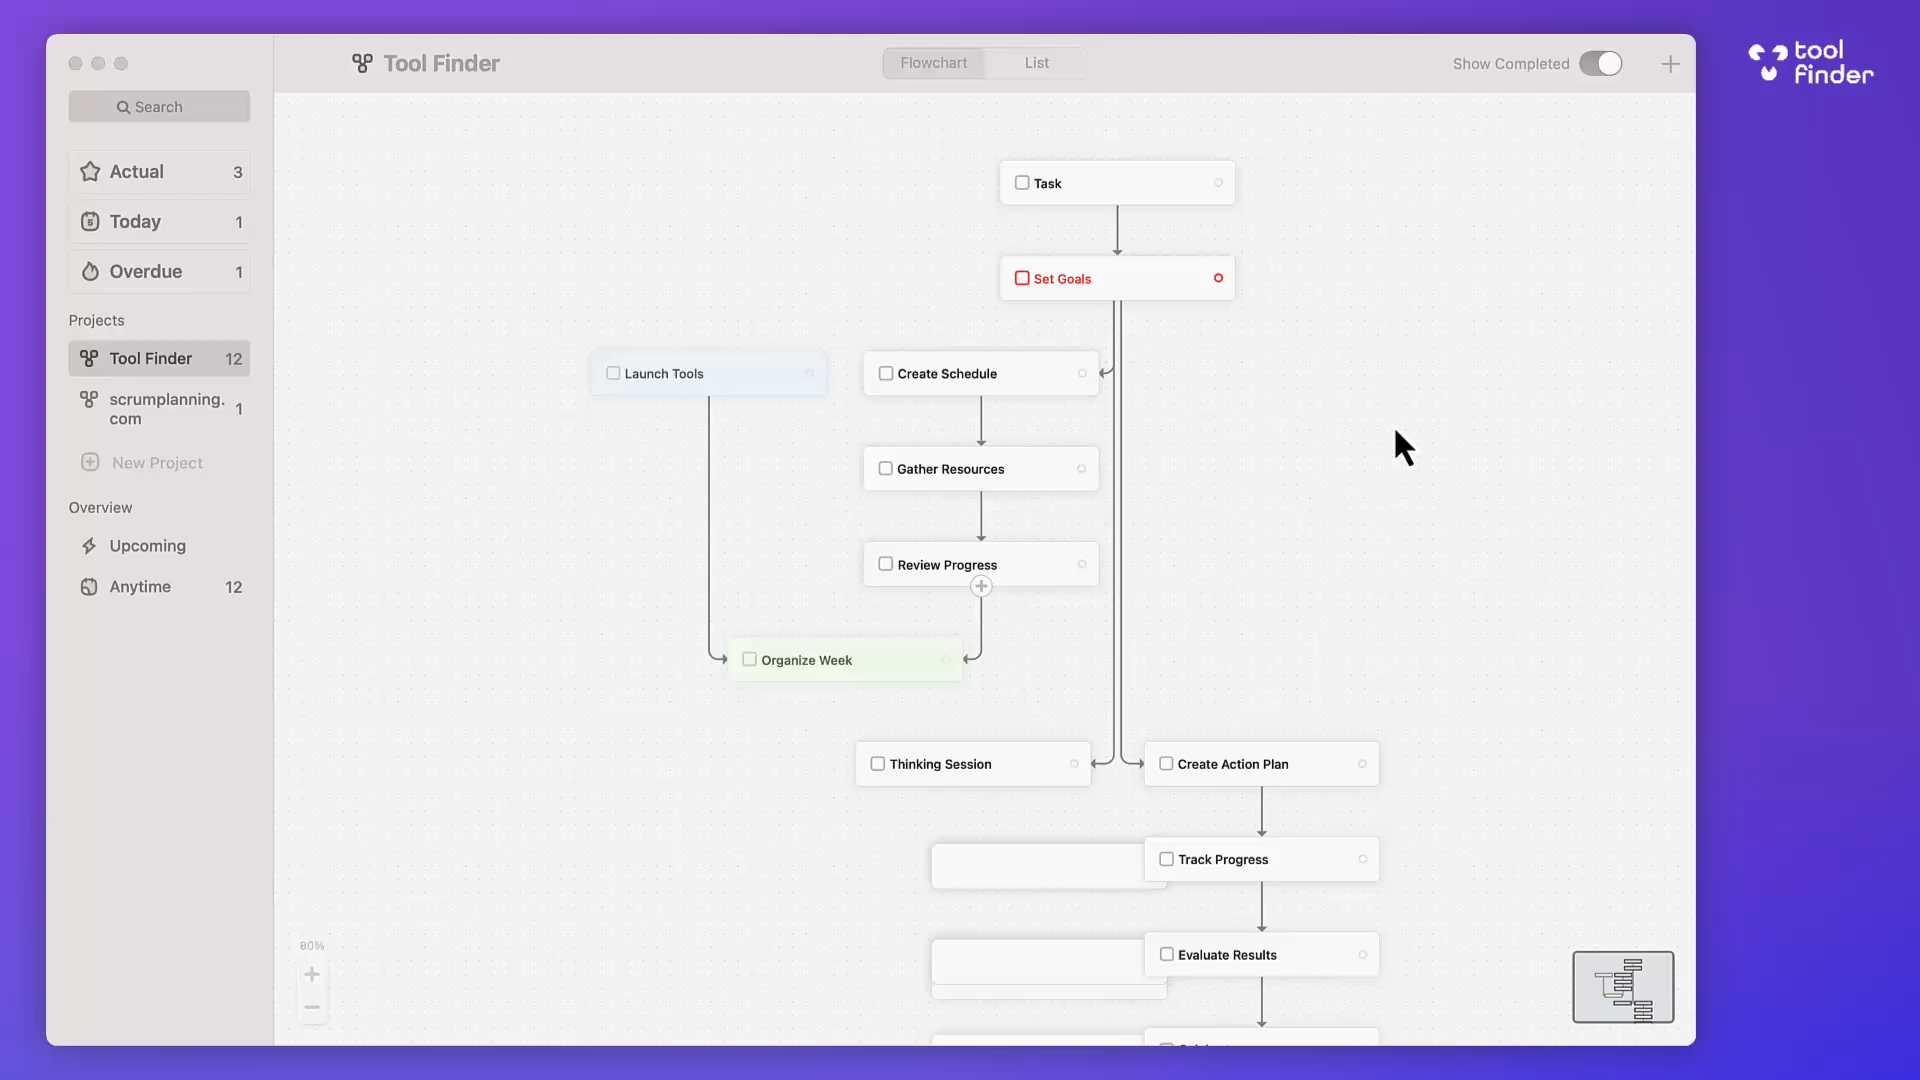 tool
finder
Tool Finder
Flowchart
List
Show Completed
Search
Actual 3
Today 1
Overdue 1
Projects
Tool Finder 12
scrumplanning.
com 1
New Project
Overview
Upcoming
Anytime 12
Task
Set Goals
Launch Tools
Create Schedule
Gather Resources
Review Progress
Organize Week
Thinking Session
Create Action Plan
Track Progress
Evaluate Results
80%